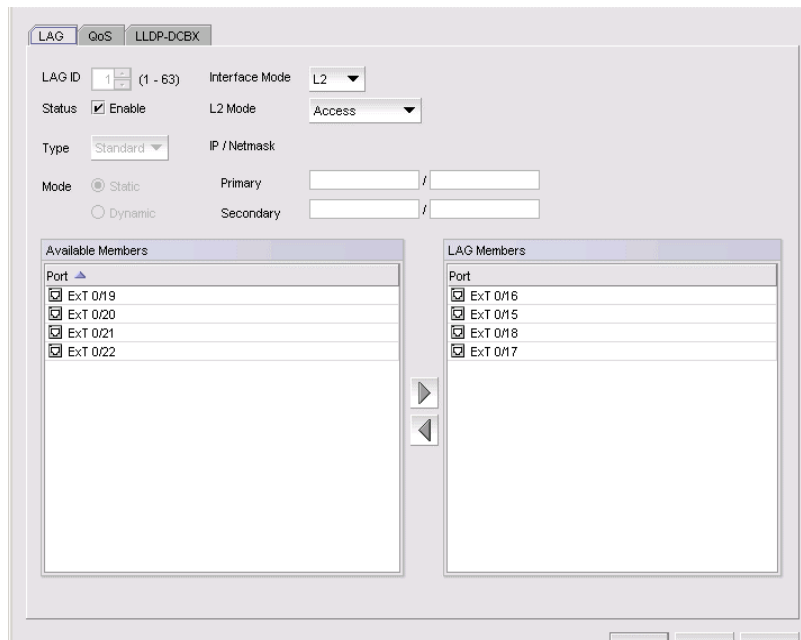 LAG QoS LLDP-DCBX
LAG ID 1 (1 - 63) Interface Mode L2
Status Enable L2 Mode Access
Type Standard IP / Netmask
Mode Static Primary /
Dynamic Secondary /
Available Members
Port
ExT 0/19
ExT 0/20
ExT 0/21
ExT 0/22
LAG Members
Port
ExT 0/16
ExT 0/15
ExT 0/18
ExT 0/17